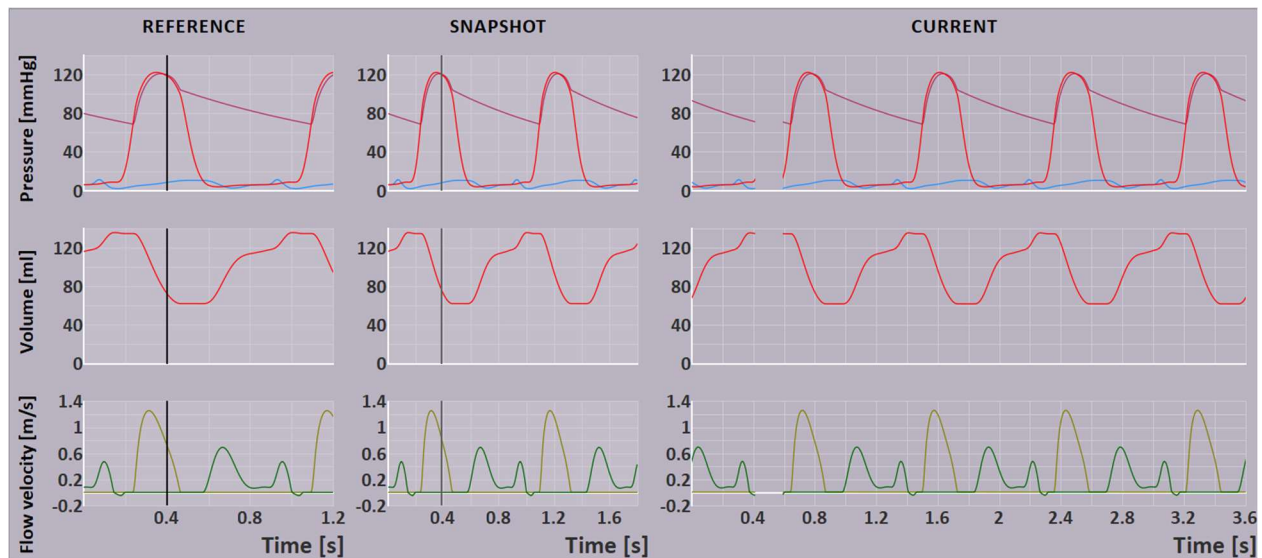 REFERENCE SNAPSHOT CURRENT
Pressure [mmHg]
120 120 120
80 80 80
40 40 40
0 0 0
Volume [ml]
120 120 120
80 80 80
40 40 40
0 0 0
Flow velocity [m/s]
1.4 1.4 1.4
1 1 1
0.6 0.6 0.6
0.2 0.2 0.2
-0.2 -0.2 -0.2
0.4 0.8 1.2 0.4 0.8 1.2 1.6 0.4 0.8 1.2 1.6 2 2.4 2.8 3.2 3.6
Time [s] Time [s] Time [s]